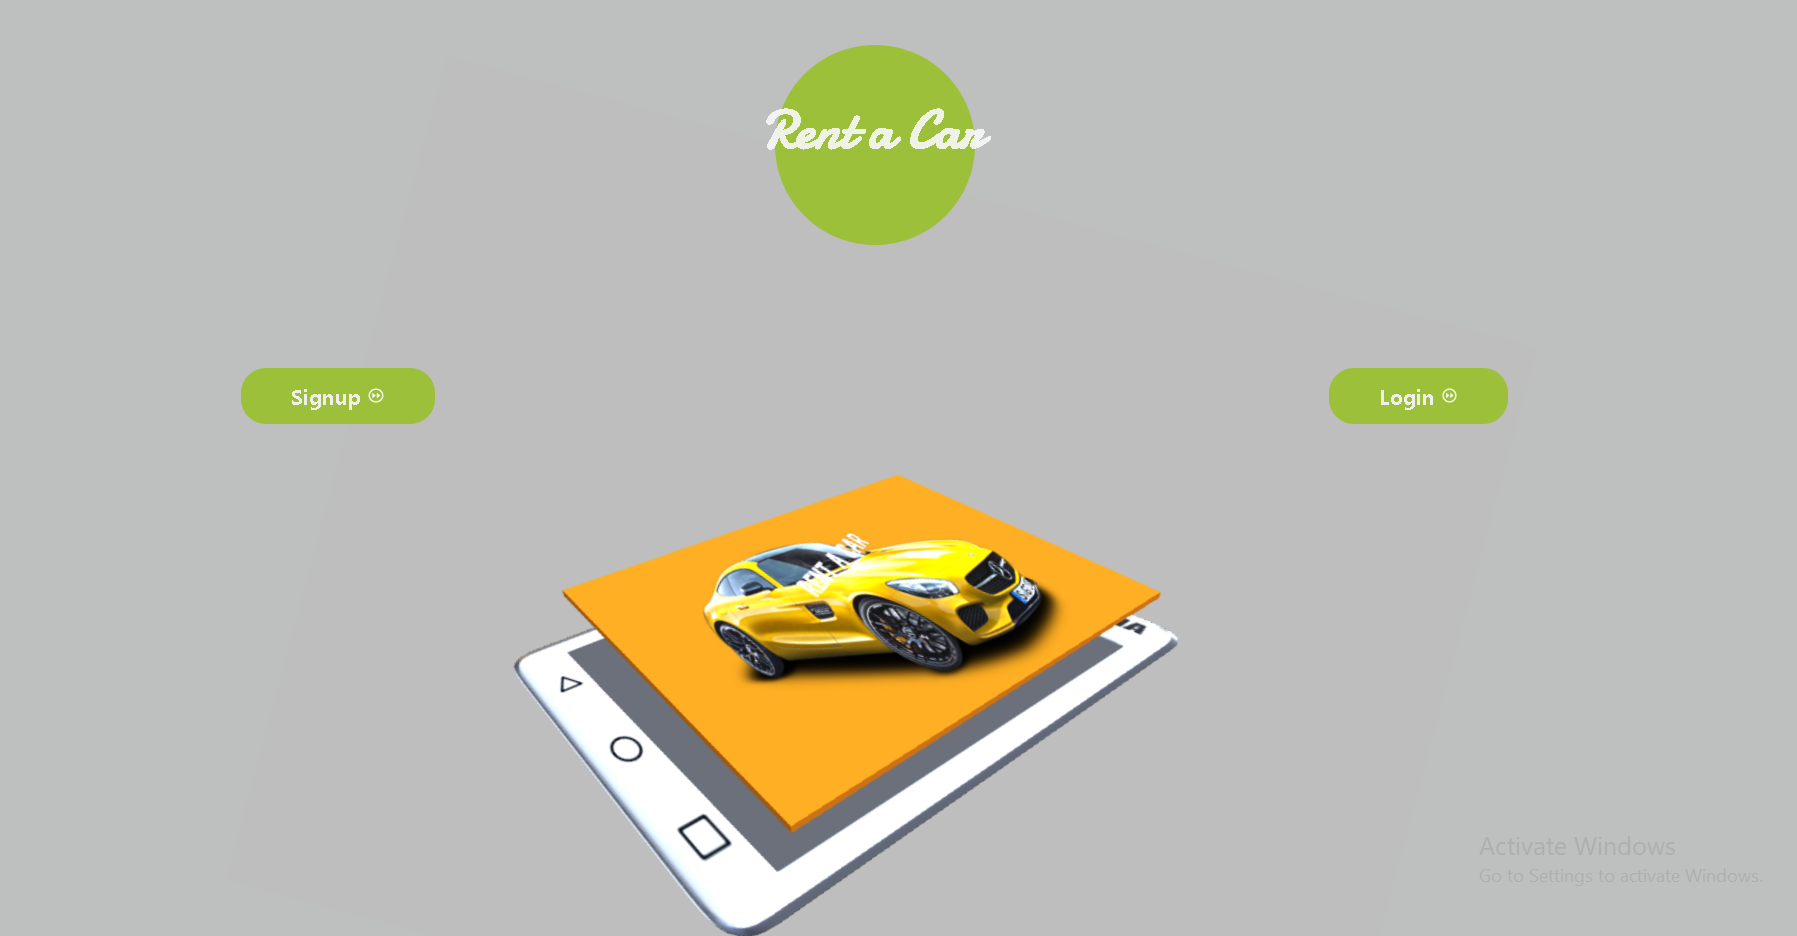 Rent a Car
Signup
Login
RENT A CAR
Activate Windows
Go to Settings to activate Windows.